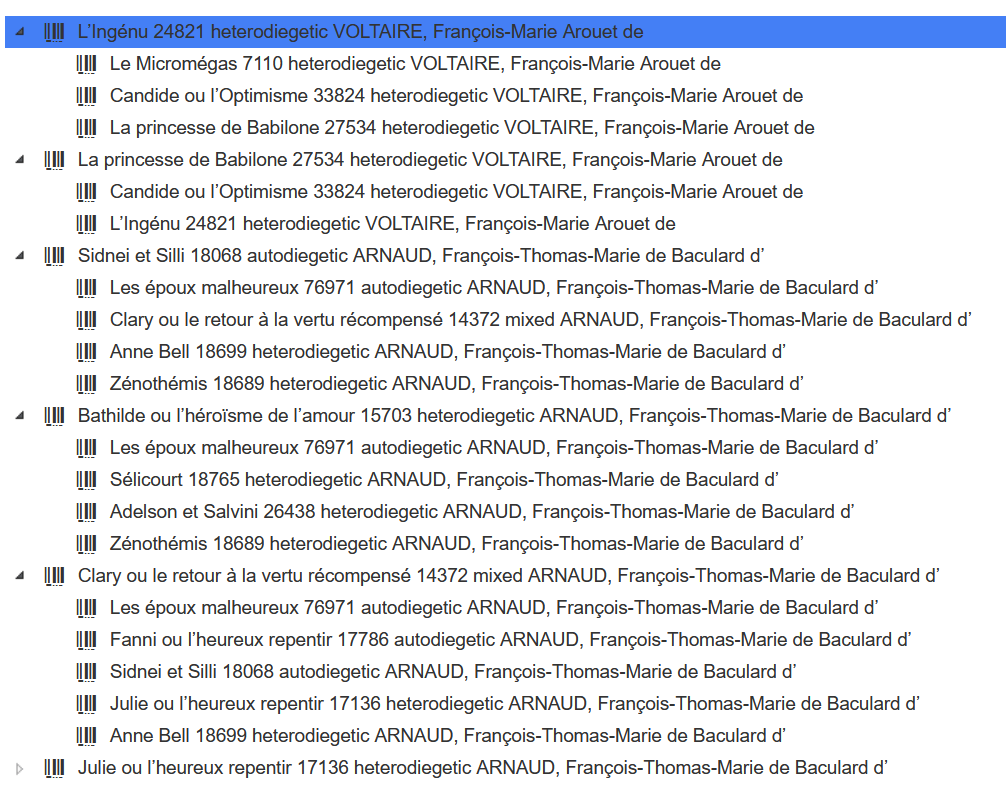 L’Ingénu 24821 heterodiegetic VOLTAIRE, François-Marie Arouet de
Le Micromégas 7110 heterodiegetic VOLTAIRE, François-Marie Arouet de
Candide ou l’Optimisme 33824 heterodiegetic VOLTAIRE, François-Marie Arouet de
La princesse de Babilone 27534 heterodiegetic VOLTAIRE, François-Marie Arouet de
La princesse de Babilone 27534 heterodiegetic VOLTAIRE, François-Marie Arouet de
Candide ou l’Optimisme 33824 heterodiegetic VOLTAIRE, François-Marie Arouet de
L’Ingénu 24821 heterodiegetic VOLTAIRE, François-Marie Arouet de
Sidnei et Silli 18068 autodiegetic ARNAUD, François-Thomas-Marie de Baculard d’
Les époux malheureux 76971 autodiegetic ARNAUD, François-Thomas-Marie de Baculard d’
Clary ou le retour à la vertu récompensé 14372 mixed ARNAUD, François-Thomas-Marie de Baculard d’
Anne Bell 18699 heterodiegetic ARNAUD, François-Thomas-Marie de Baculard d’
Zénothémis 18689 heterodiegetic ARNAUD, François-Thomas-Marie de Baculard d’
Bathilde ou l’héroïsme de l’amour 15703 heterodiegetic ARNAUD, François-Thomas-Marie de Baculard d’
Les époux malheureux 76971 autodiegetic ARNAUD, François-Thomas-Marie de Baculard d’
Sélicourt 18765 heterodiegetic ARNAUD, François-Thomas-Marie de Baculard d’
Adelson et Salvini 26438 heterodiegetic ARNAUD, François-Thomas-Marie de Baculard d’
Zénothémis 18689 heterodiegetic ARNAUD, François-Thomas-Marie de Baculard d’
Clary ou le retour à la vertu récompensé 14372 mixed ARNAUD, François-Thomas-Marie de Baculard d’
Les époux malheureux 76971 autodiegetic ARNAUD, François-Thomas-Marie de Baculard d’
Fanni ou l’heureux repentir 17786 autodiegetic ARNAUD, François-Thomas-Marie de Baculard d’
Sidnei et Silli 18068 autodiegetic ARNAUD, François-Thomas-Marie de Baculard d’
Julie ou l’heureux repentir 17136 heterodiegetic ARNAUD, François-Thomas-Marie de Baculard d’
Anne Bell 18699 heterodiegetic ARNAUD, François-Thomas-Marie de Baculard d’
Julie ou l’heureux repentir 17136 heterodiegetic ARNAUD, François-Thomas-Marie de Baculard d’